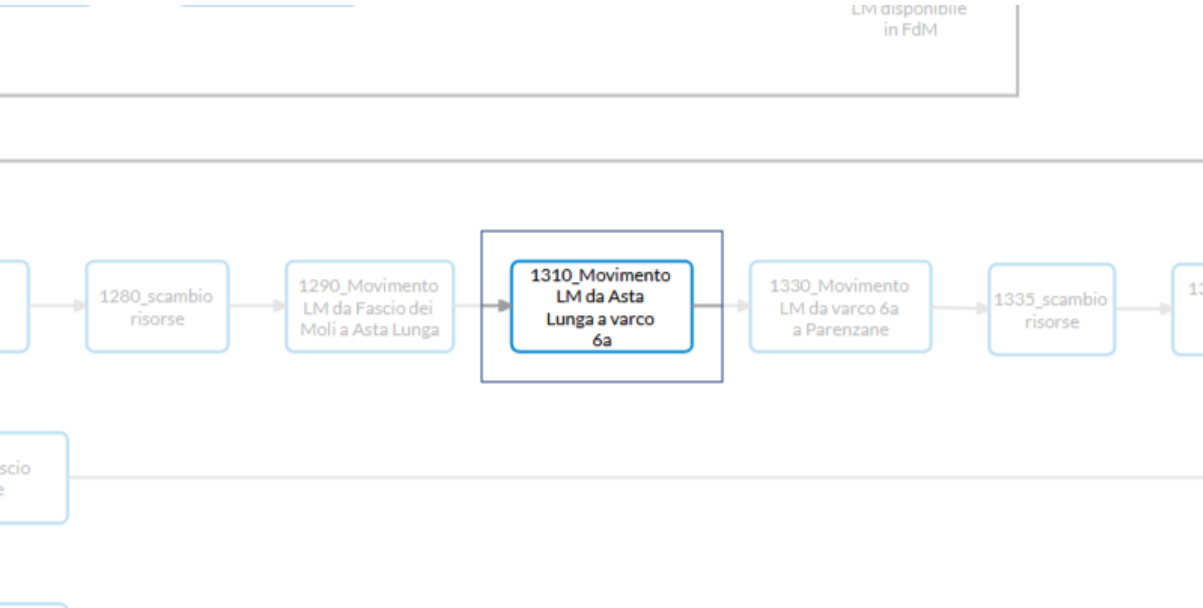 LM disponibile
in FdM
1280_scambio
risorse
1290_Movimento
LM da Fascio dei
Moli a Asta Lunga
1310_Movimento
LM da Asta
Lunga a varco
6a
1330_Movimento
LM da varco 6a
a Parenzane
1335_scambio
risorse